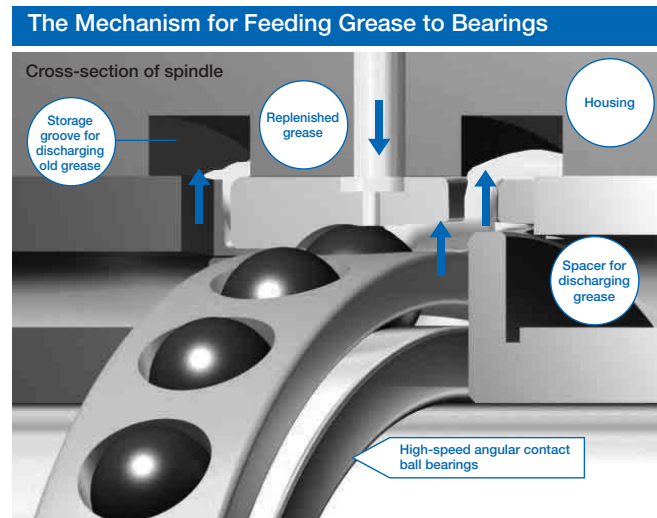 The Mechanism for Feeding Grease to Bearings
Cross-section of spindle
Storage
groove for
discharging
old grease
Replenished
grease
Housing
Spacer for
discharging
grease
High-speed angular contact
ball bearings